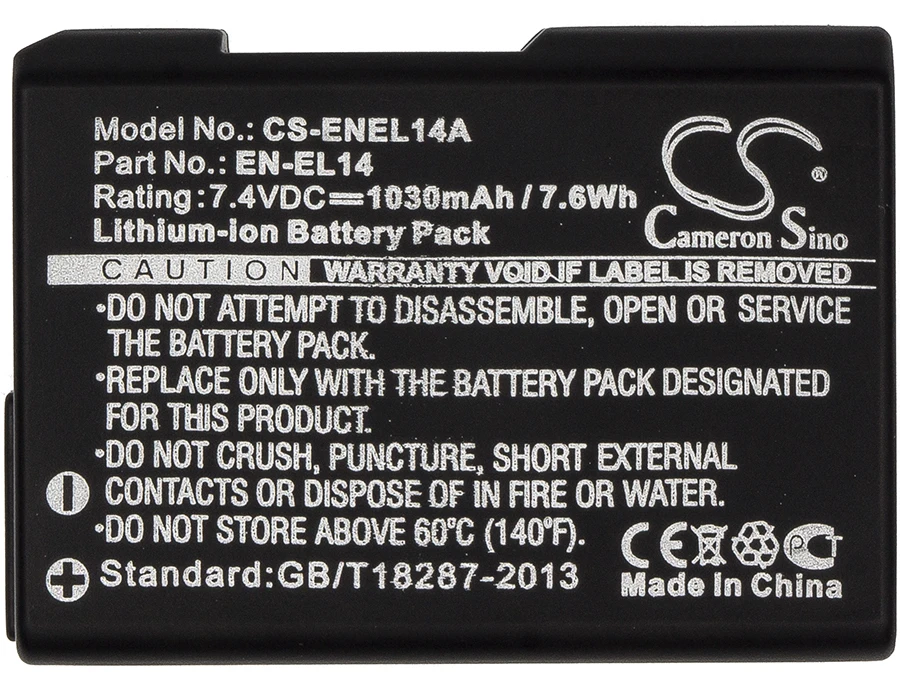 Model No.: CS-ENEL14A
Part No.: EN-EL14
Rating: 7.4VDC⎓1030mAh / 7.6Wh
Lithium-ion Battery Pack
CS®
Cameron Sino
CAUTION WARRANTY VOID IF LABEL IS REMOVED
•DO NOT ATTEMPT TO DISASSEMBLE, OPEN OR SERVICE
THE BATTERY PACK.
•REPLACE ONLY WITH THE BATTERY PACK DESIGNATED
FOR THIS PRODUCT.
•DO NOT CRUSH, PUNCTURE, SHORT EXTERNAL
CONTACTS OR DISPOSE OF IN FIRE OR WATER.
•DO NOT STORE ABOVE 60°C (140°F).
Standard:GB/T18287-2013
CE PCT
Made in China